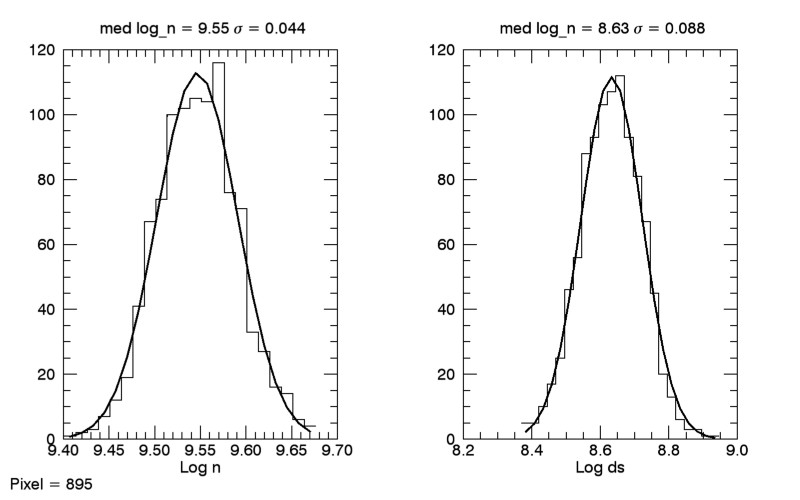 med log_n = 9.55 σ = 0.044
med log_n = 8.63 σ = 0.088
120
100
80
60
40
20
0
9.40 9.45 9.50 9.55 9.60 9.65 9.70
Log n
120
100
80
60
40
20
0
8.2 8.4 8.6 8.8 9.0
Log ds
Pixel = 895